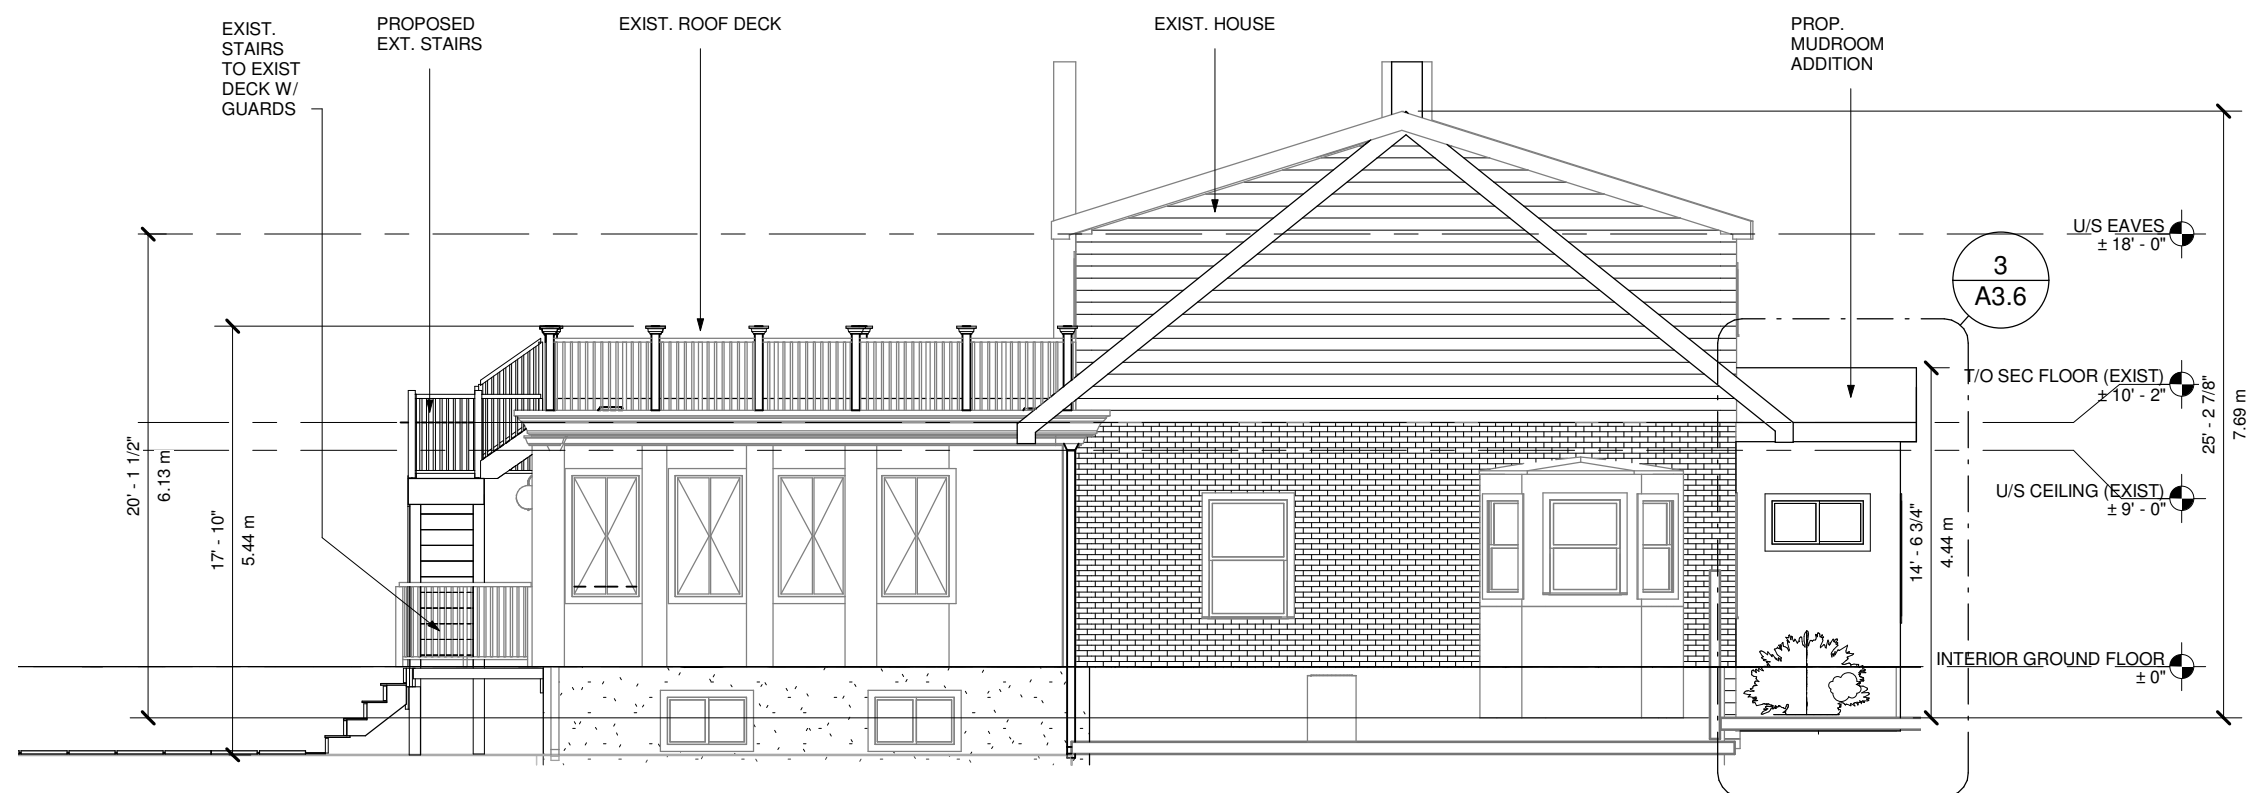 EXIST.
STAIRS
TO EXIST
DECK W/
GUARDS
PROPOSED
EXT. STAIRS
EXIST. ROOF DECK
EXIST. HOUSE
PROP.
MUDROOM
ADDITION
U/S EAVES
± 18' - 0"
3
A3.6
T/O SEC FLOOR (EXIST)
± 10' - 2"
U/S CEILING (EXIST)
± 9' - 0"
INTERIOR GROUND FLOOR
± 0"
20' - 1 1/2"
6.13 m
17' - 10"
5.44 m
14' - 6 3/4"
4.44 m
25' - 2 7/8"
7.69 m